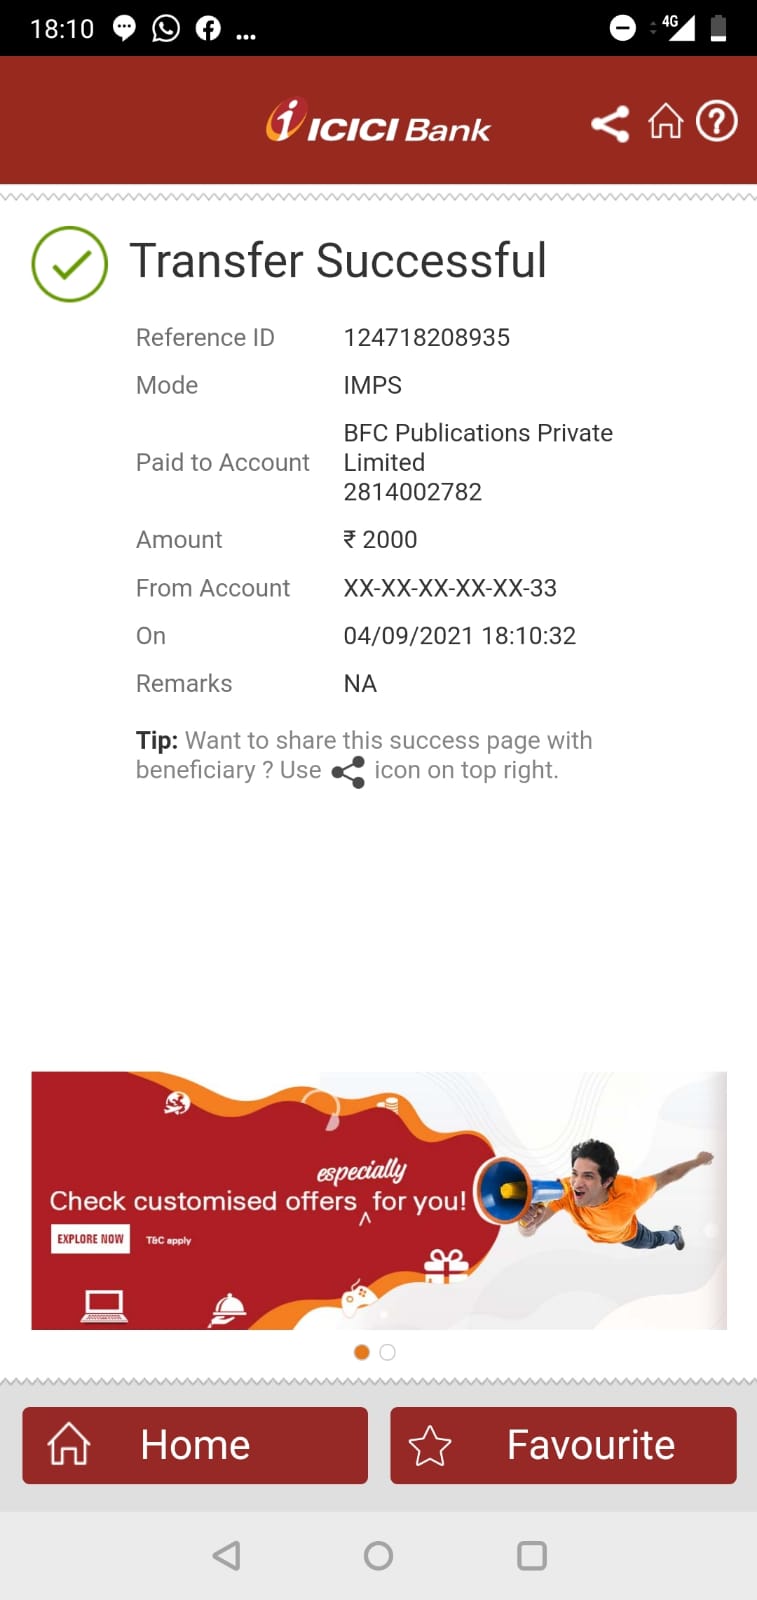 18:10
4G
ICICI Bank
Transfer Successful
Reference ID 124718208935
Mode IMPS
Paid to Account BFC Publications Private
Limited
2814002782
Amount ₹ 2000
From Account XX-XX-XX-XX-XX-33
On 04/09/2021 18:10:32
Remarks NA
Tip: Want to share this success page with
beneficiary ? Use icon on top right.
especially
Check customised offers ^ for you!
EXPLORE NOW T&C apply
Home Favourite